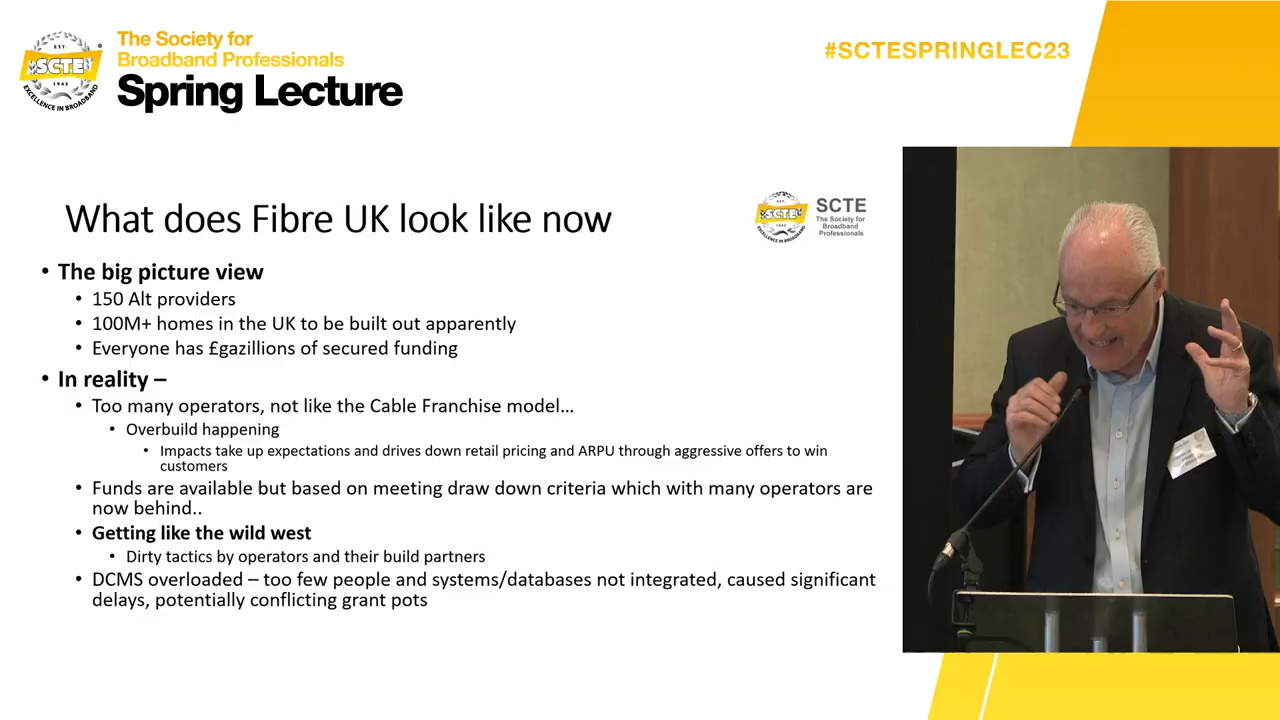 The Society for
Broadband Professionals
Spring Lecture
EST.
SCTE
1945
EXCELLENCE IN BROADBAND
#SCTESPRINGLEC23
What does Fibre UK look like now
SCTE
SCTE
The Society for
Broadband
Professionals
• The big picture view
• 150 Alt providers
• 100M+ homes in the UK to be built out apparently
• Everyone has £gazillions of secured funding
• In reality –
• Too many operators, not like the Cable Franchise model…
• Overbuild happening
• Impacts take up expectations and drives down retail pricing and ARPU through aggressive offers to win
customers
• Funds are available but based on meeting draw down criteria which with many operators are
now behind..
• Getting like the wild west
• Dirty tactics by operators and their build partners
• DCMS overloaded – too few people and systems/databases not integrated, caused significant
delays, potentially conflicting grant pots